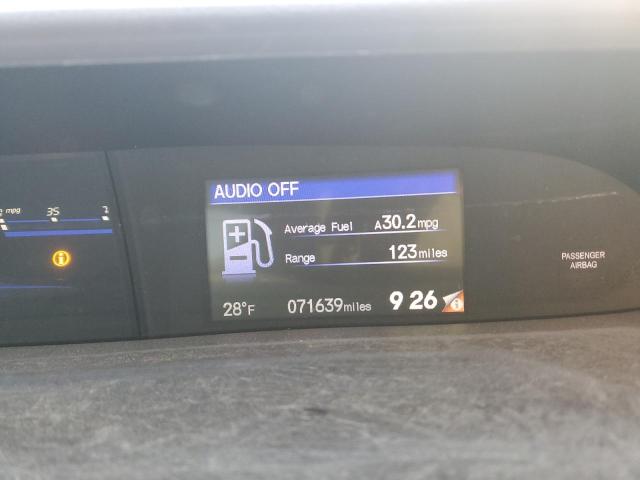 AUDIO OFF
mpg 35
Average Fuel A30.2mpg
Range 123miles
PASSENGER
AIRBAG
28°F 071639miles 9 26